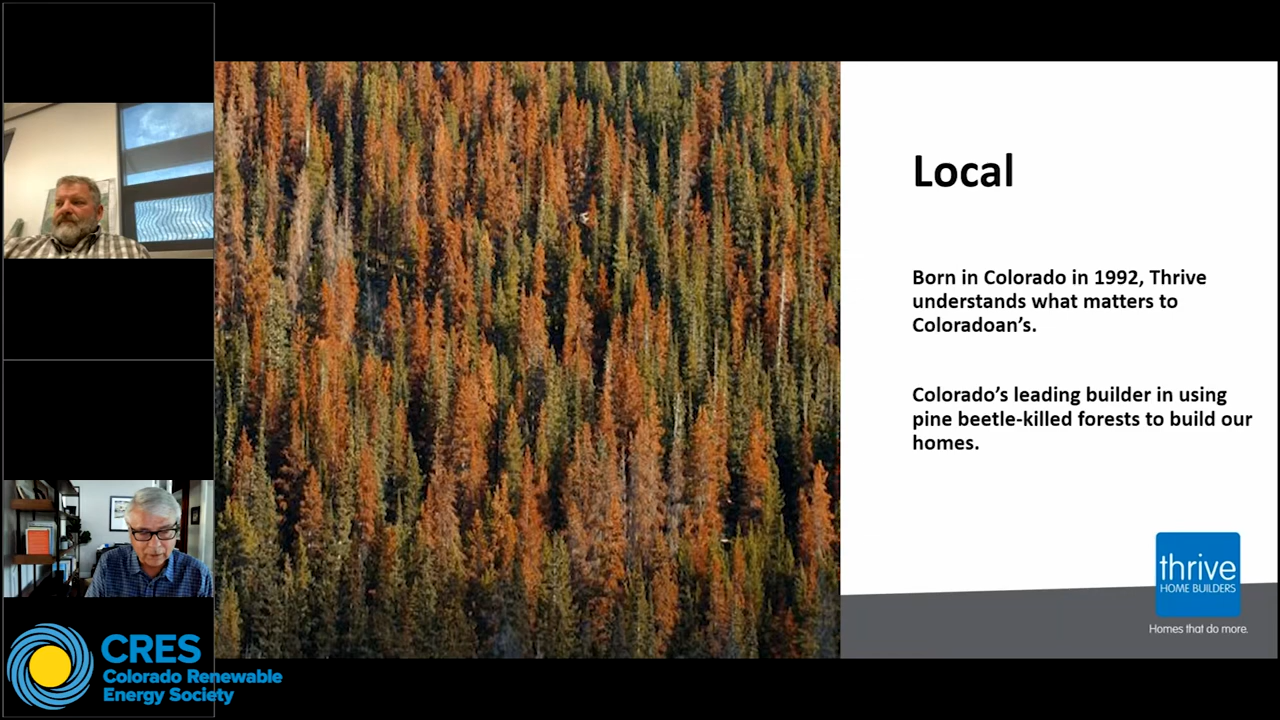 Local
Born in Colorado in 1992, Thrive
understands what matters to
Coloradoan’s.
Colorado’s leading builder in using
pine beetle-killed forests to build our
homes.
thrive
HOME BUILDERS
Homes that do more.
CRES
Colorado Renewable
Energy Society